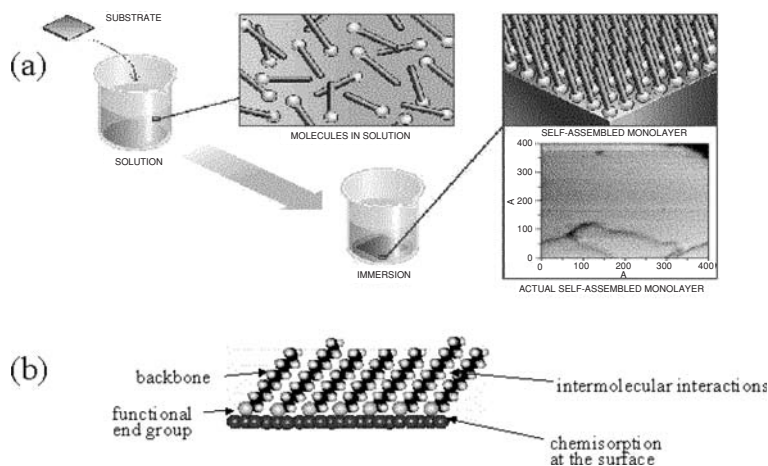 SUBSTRATE
(a)
MOLECULES IN SOLUTION
SOLUTION
IMMERSION
SELF-ASSEMBLED MONOLAYER
400
300
200
100
0
A
0
100
200
300
400
A
ACTUAL SELF-ASSEMBLED MONOLAYER
(b)
backbone
intermolecular interactions
functional
end group
chemisorption
at the surface